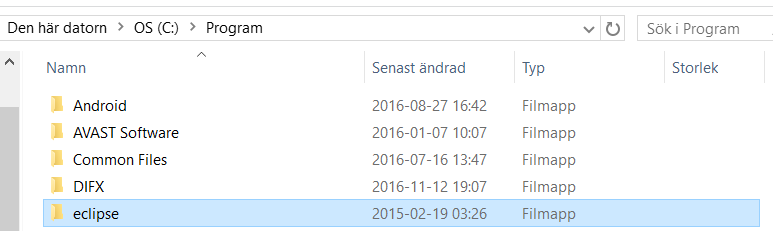 Den här datorn > OS (C:) > Program Sök i Program
Namn Senast ändrad Typ Storlek
Android 2016-08-27 16:42 Filmapp
AVAST Software 2016-01-07 10:07 Filmapp
Common Files 2016-07-16 13:47 Filmapp
DIFX 2016-11-12 19:07 Filmapp
eclipse 2015-02-19 03:26 Filmapp